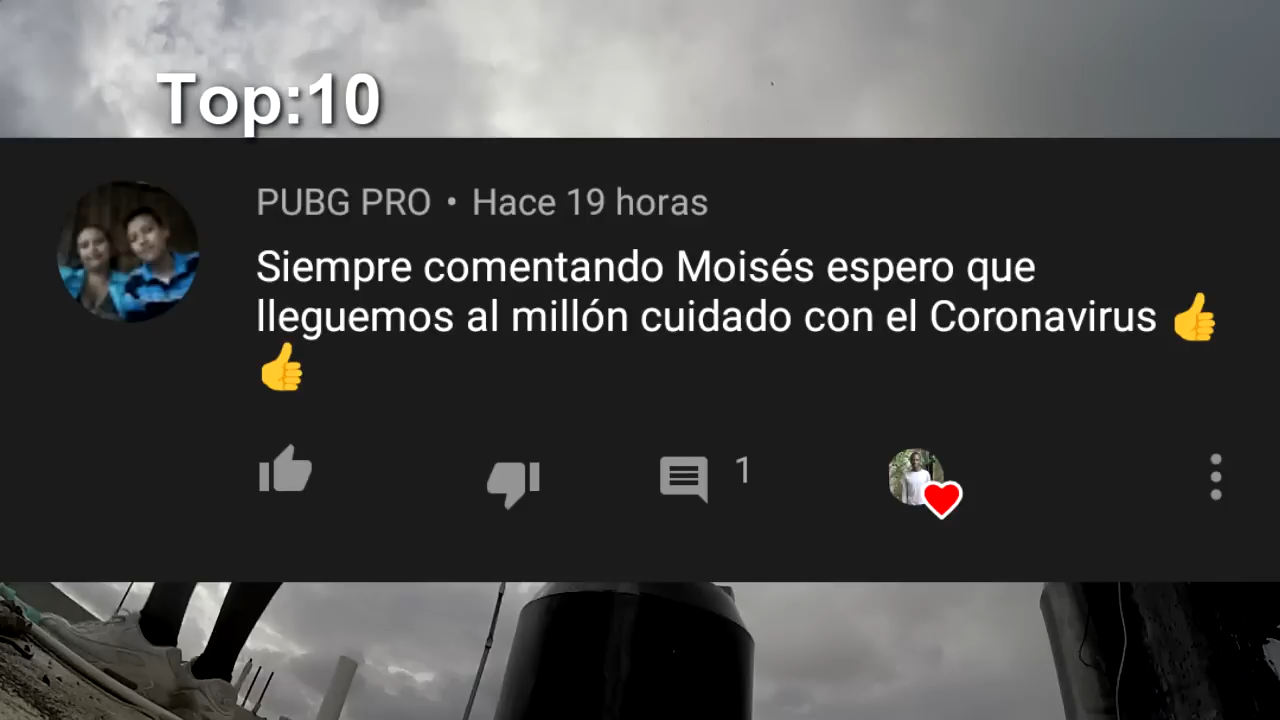 Top:10
PUBG PRO • Hace 19 horas
Siempre comentando Moisés espero que
lleguemos al millón cuidado con el Coronavirus 👍
👍
1